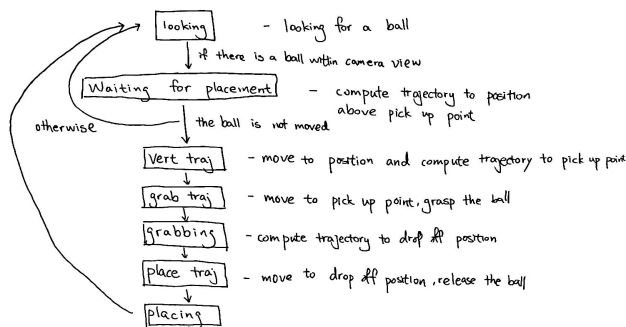 looking - looking for a ball
if there is a ball within camera view
Waiting for placement - compute trajectory to position
above pick up point
otherwise
the ball is not moved
vert traj - move to position and compute trajectory to pick up point
grab traj - move to pick up point, grasp the ball
grabbing - compute trajectory to drop off position
place traj - move to drop off position, release the ball
placing